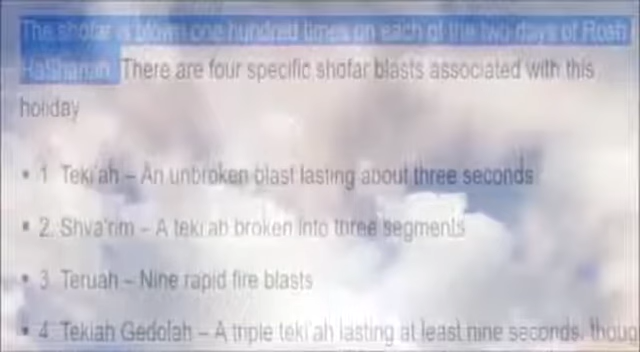 The shofar is blown one hundred times on each of the two days of Rosh
HaShanah. There are four specific shofar blasts associated with this
holiday
• 1. Teki'ah – An unbroken blast lasting about three seconds
• 2. Shva'rim – A teki'ah broken into three segments
• 3. Teruah – Nine rapid fire blasts
• 4. Tekiah Gedolah – A triple teki'ah lasting at least nine seconds, thoug